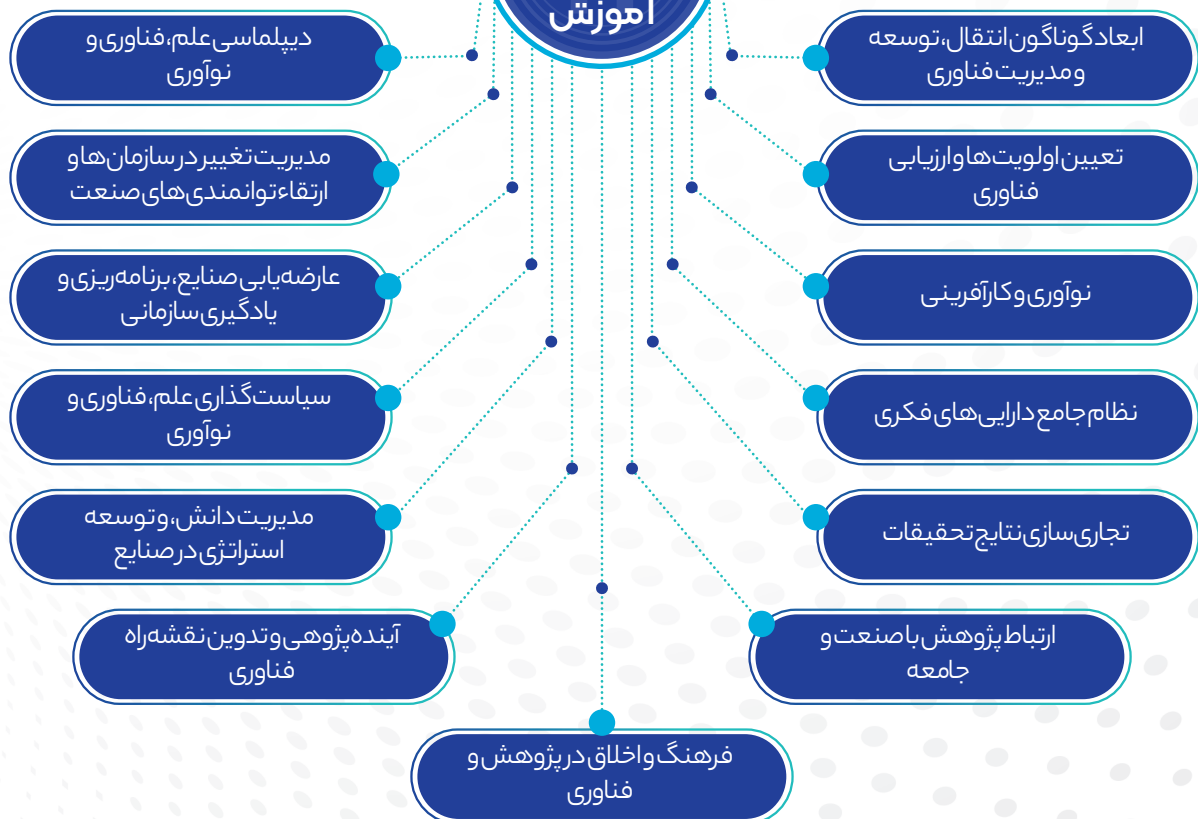 آموزش
ابعاد گوناگون انتقال، توسعه
و مدیریت فناوری
تعیین اولویت‌ها و ارزیابی
فناوری
نوآوری و کارآفرینی
نظام جامع دارایی‌های فکری
تجاری‌سازی نتایج تحقیقات
ارتباط پژوهش با صنعت و
جامعه
دیپلماسی علم، فناوری و
نوآوری
مدیریت تغییر در سازمان‌ها و
ارتقاء توانمندی‌های صنعت
عارضه‌یابی صنایع، برنامه‌ریزی و
یادگیری سازمانی
سیاست‌گذاری علم، فناوری و
نوآوری
مدیریت دانش، و توسعه
استراتژی در صنایع
آینده‌پژوهی و تدوین نقشه‌راه
فناوری
فرهنگ و اخلاق در پژوهش و
فناوری